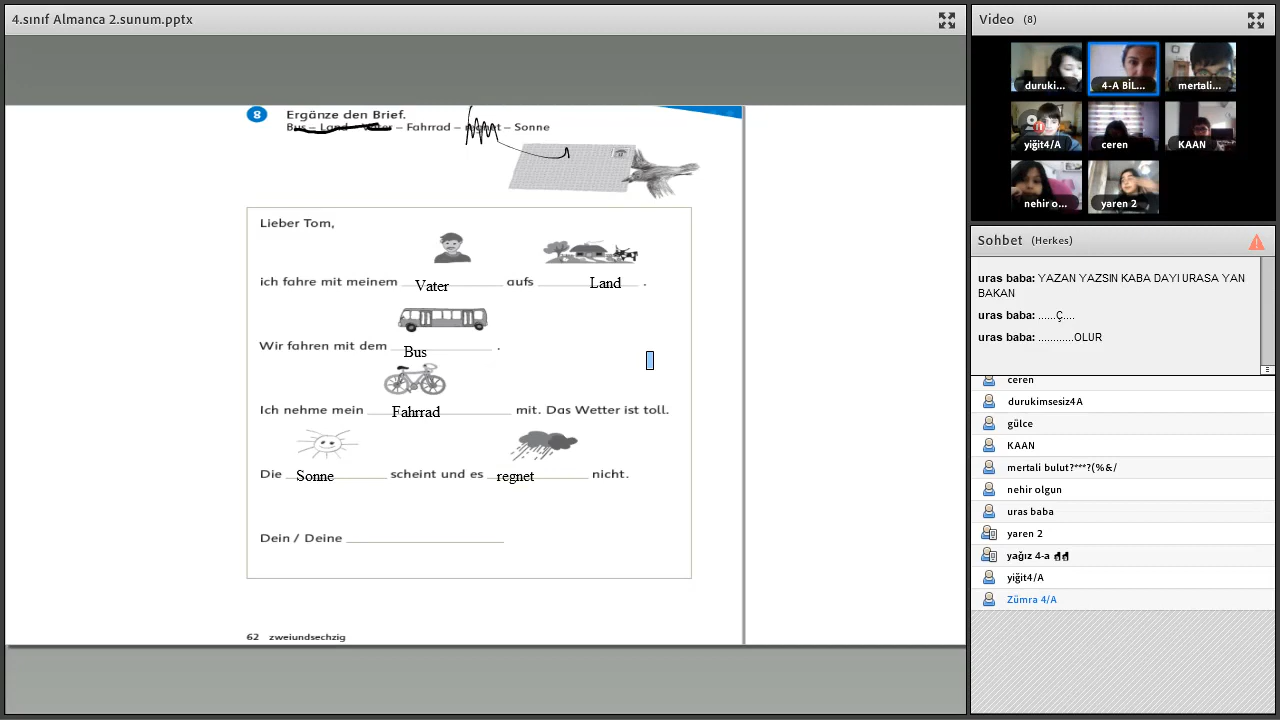 4.sınıf Almanca 2.sunum.pptx
8 Ergänze den Brief.
Bus – Land – Vater – Fahrrad – regnet – Sonne
Lieber Tom,
ich fahre mit meinem Vater aufs Land .
Wir fahren mit dem Bus .
Ich nehme mein Fahrrad mit. Das Wetter ist toll.
Die Sonne scheint und es regnet nicht.
Dein / Deine
62 zweiundsechzig
Video (8)
duruki...
4-A BİL...
mertali...
yiğit4/A
ceren
KAAN
nehir o...
yaren 2
Sohbet (Herkes)
uras baba: YAZAN YAZSIN KABA DAYI URASA YAN
BAKAN
uras baba: ......Ç....
uras baba: ............OLUR
ceren
durukimsesiz4A
gülce
KAAN
mertali bulut?***?(%&/
nehir olgun
uras baba
yaren 2
yağız 4-a
yiğit4/A
Zümra 4/A